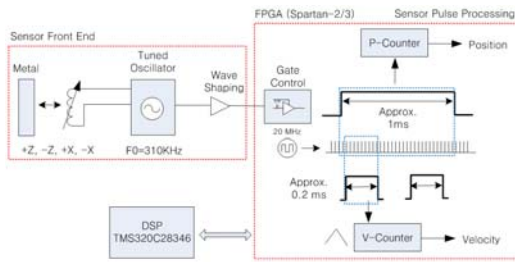 FPGA (Spartan-2/3)
Sensor Pulse Processing
Sensor Front End
Metal
Tuned
Oscillator
Wave
Shaping
Gate
Control
P-Counter
Position
Approx.
1ms
20 MHz
+Z, -Z, +X, -X
F0=310KHz
Approx.
0.2 ms
DSP
TMS320C28346
V-Counter
Velocity